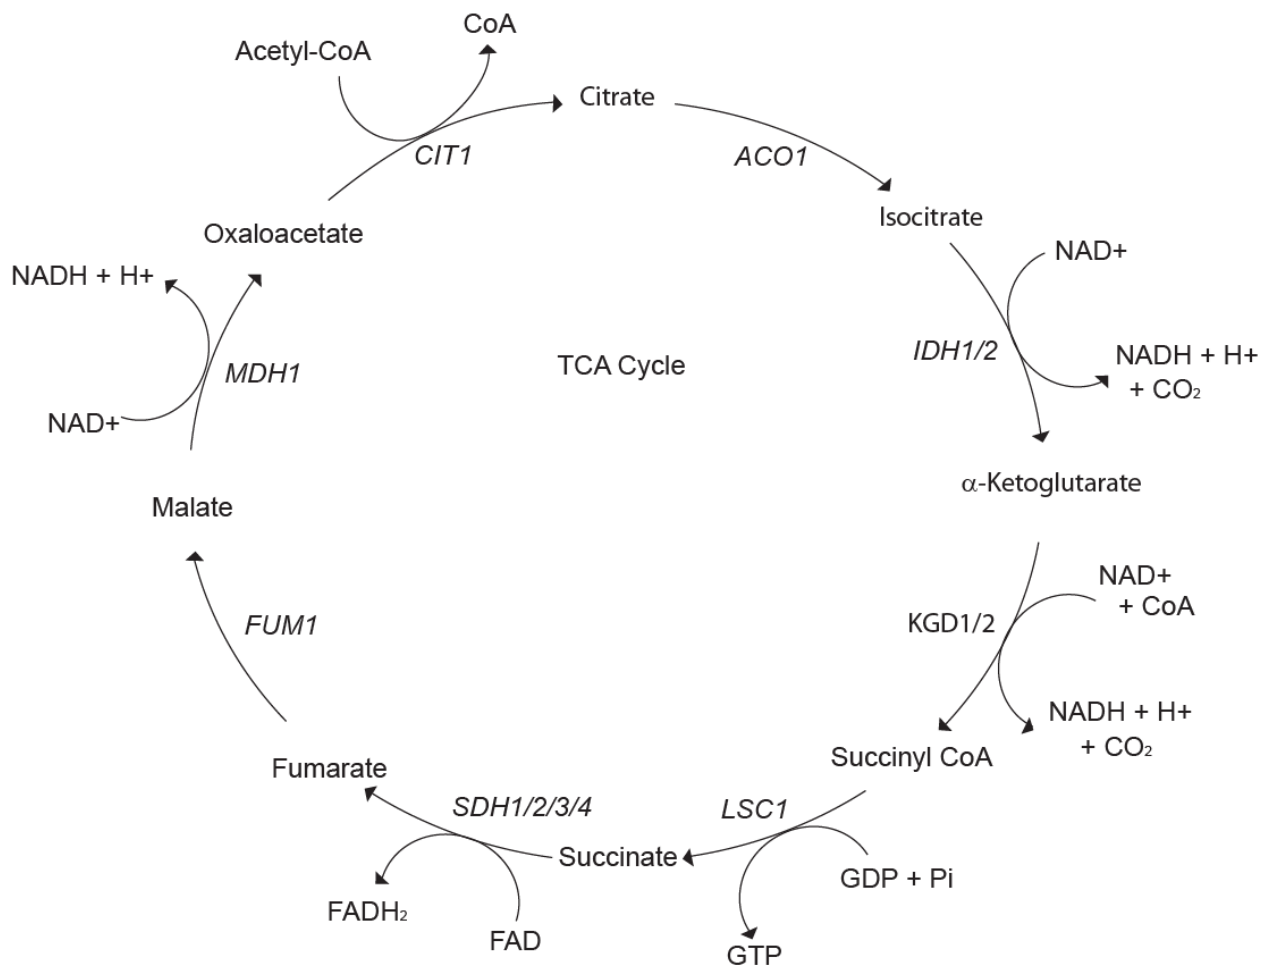 CoA
Acetyl-CoA
Citrate
CIT1
ACO1
Isocitrate
Oxaloacetate
NAD+
NADH + H+
TCA Cycle
IDH1/2
NADH + H+
+ CO₂
MDH1
NAD+
α-Ketoglutarate
Malate
NAD+
+ CoA
FUM1
KGD1/2
NADH + H+
+ CO₂
Succinyl CoA
Fumarate
SDH1/2/3/4
LSC1
Succinate
GDP + Pi
FADH₂
FAD
GTP